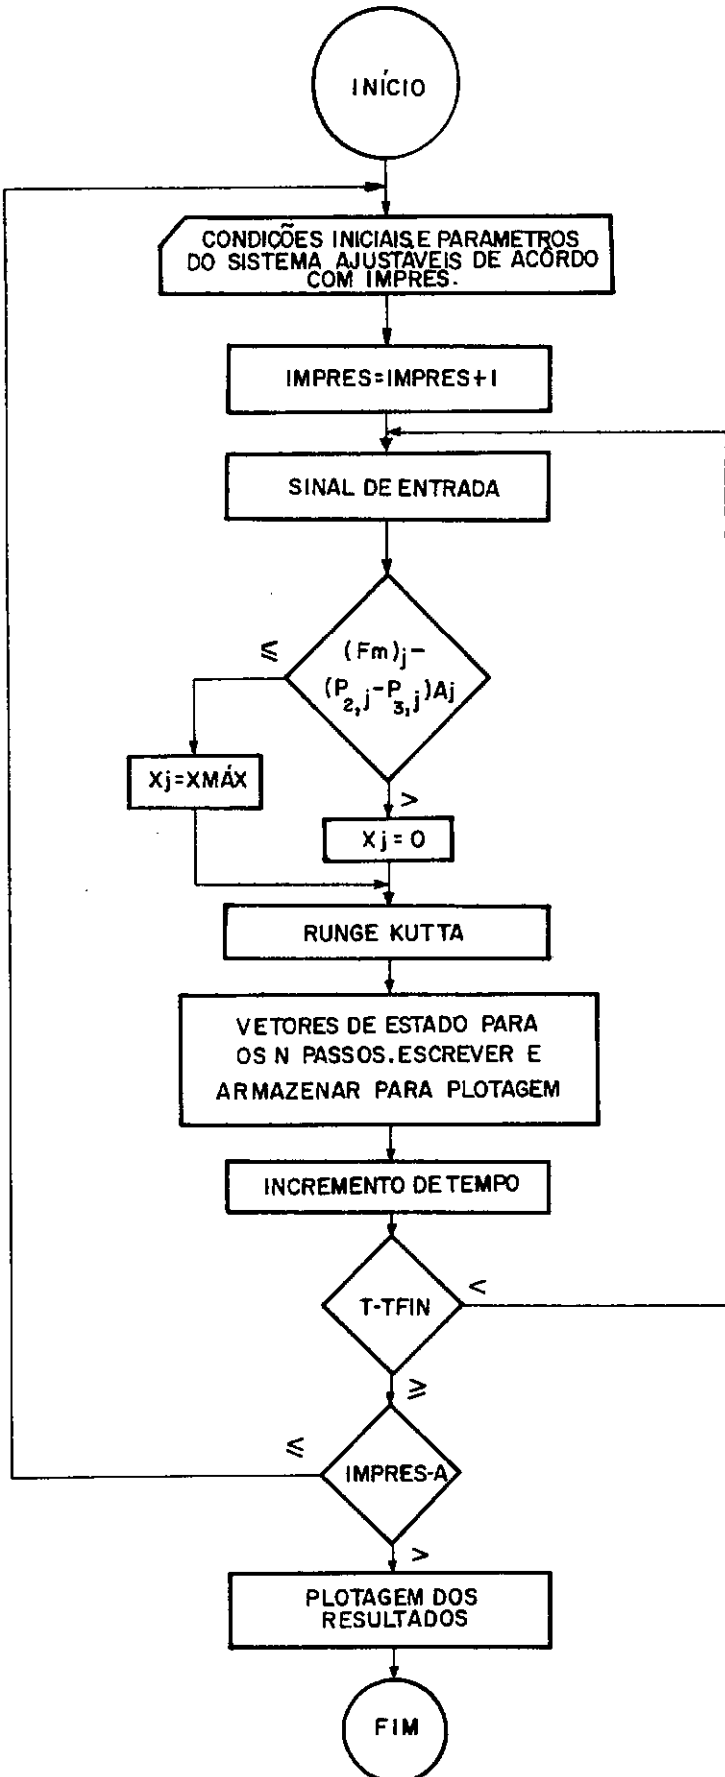 INÍCIO
CONDIÇÕES INICIAIS E PARAMETROS
DO SISTEMA AJUSTÁVEIS DE ACÔRDO
COM IMPRES.
IMPRES=IMPRES+1
SINAL DE ENTRADA
≤
(Fm)j-
(P2,j-P3,j)Aj
Xj=XMÁX
>
Xj=0
RUNGE KUTTA
VETORES DE ESTADO PARA
OS N PASSOS.ESCREVER E
ARMAZENAR PARA PLOTAGEM
INCREMENTO DE TEMPO
T-TFIN
<
≥
≤
IMPRES-A
>
PLOTAGEM DOS
RESULTADOS
FIM